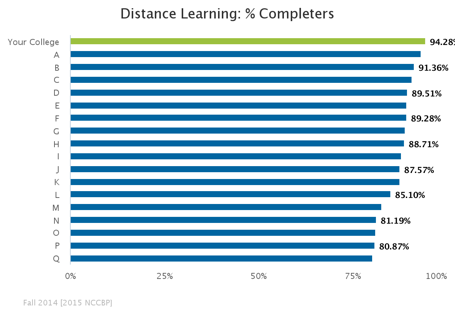 Distance Learning: % Completers
Your College 94.28%
A
B 91.36%
C
D 89.51%
E
F 89.28%
G
H 88.71%
I
J 87.57%
K
L 85.10%
M
N 81.19%
O
P 80.87%
Q
0% 25% 50% 75% 100%
Fall 2014 [2015 NCCBP]